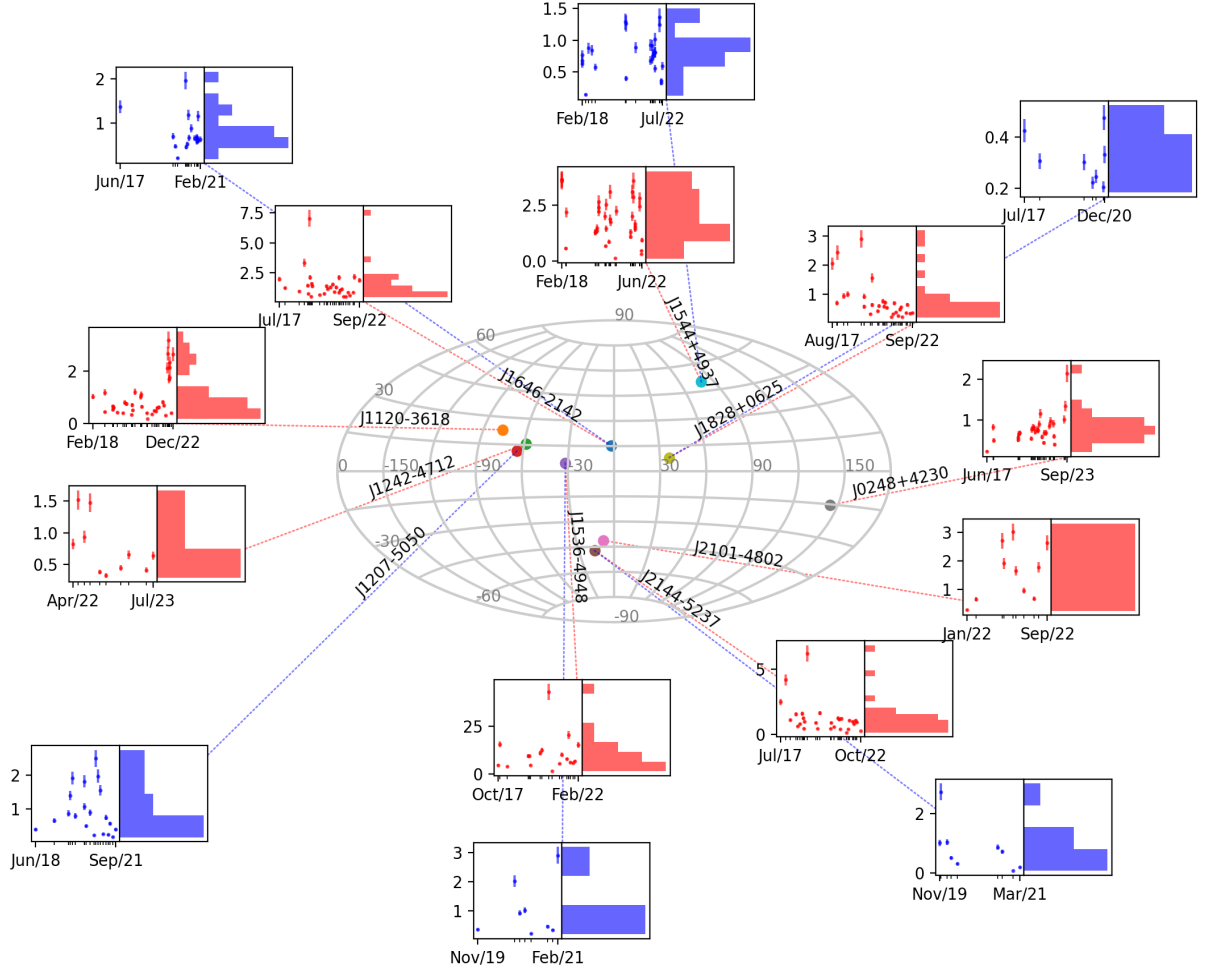 1.5
1.0
0.5
Feb/18 Jul/22
2
1
Jun/17 Feb/21
0.4
0.2
Jul/17 Dec/20
2.5
0.0
Feb/18 Jun/22
7.5
5.0
2.5
Jul/17 Sep/22
3
2
1
Aug/17 Sep/22
2
0
Feb/18 Dec/22
2
1
Jun/17 Sep/23
90
60
30
0 -150 -90 -30 30 90 150
-30
-60
-90
J1544+4937
J1646-2142
J1828+0625
J1120-3618
J1242-4712
J0248+4230
J1207-5050
J1536-4948
J2101-4802
J2144-5237
1.5
1.0
0.5
Apr/22 Jul/23
3
2
1
Jan/22 Sep/22
5
0
Jul/17 Oct/22
25
0
Oct/17 Feb/22
2
1
Jun/18 Sep/21
2
0
Nov/19 Mar/21
3
2
1
Nov/19 Feb/21